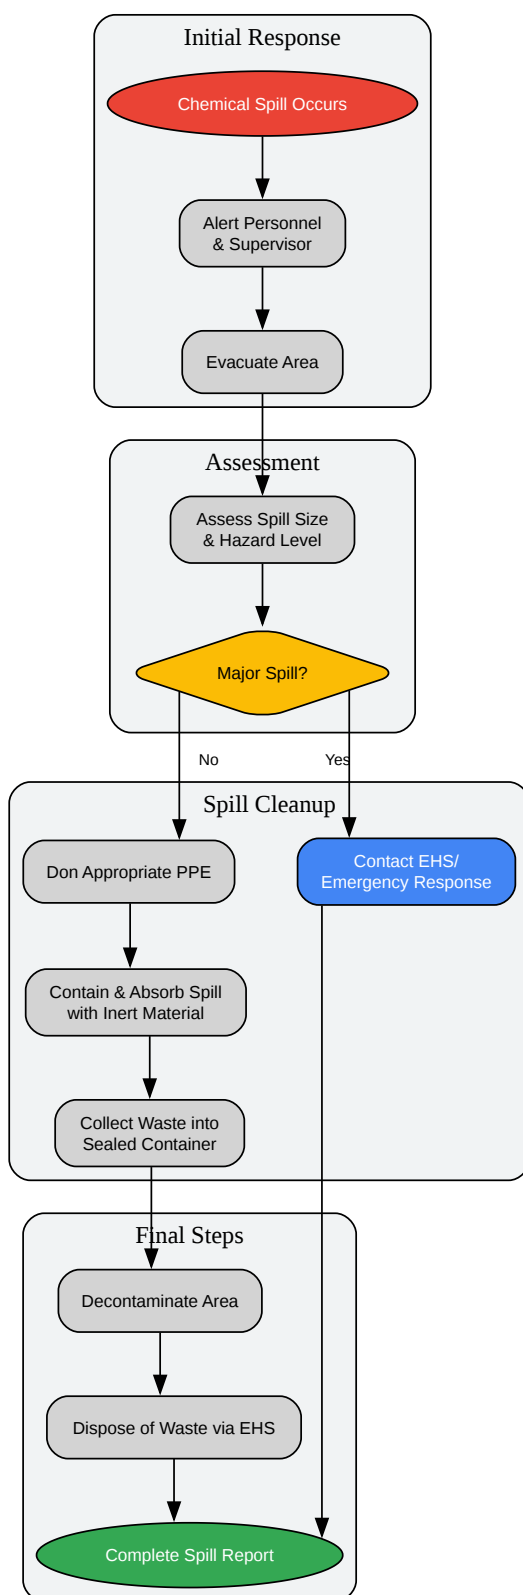 Initial Response
Chemical Spill Occurs
Alert Personnel
& Supervisor
Evacuate Area
Assessment
Assess Spill Size
& Hazard Level
Major Spill?
No
Yes
Spill Cleanup
Don Appropriate PPE
Contact EHS/
Emergency Response
Contain & Absorb Spill
with Inert Material
Collect Waste into
Sealed Container
Final Steps
Decontaminate Area
Dispose of Waste via EHS
Complete Spill Report